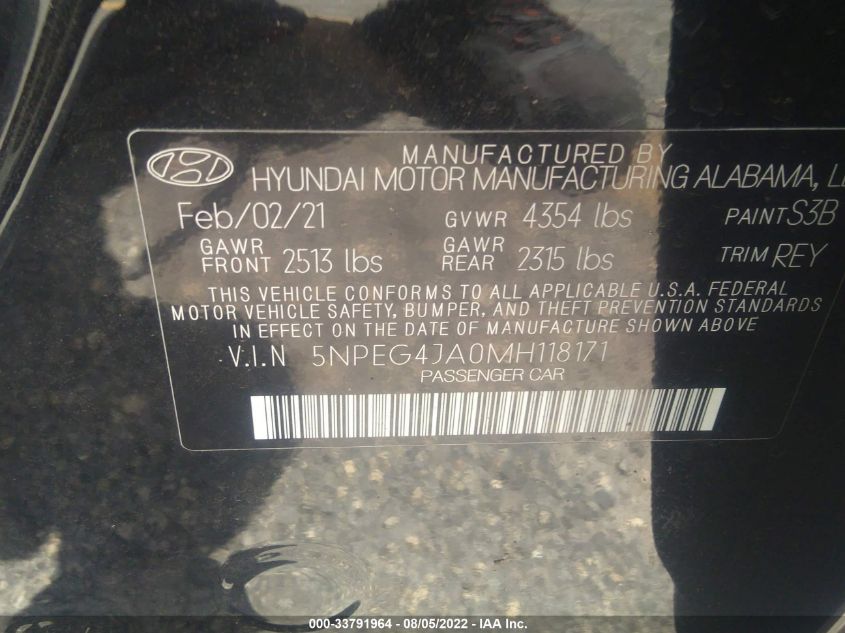 MANUFACTURED BY
HYUNDAI MOTOR MANUFACTURING ALABAMA,
Feb/02/21 GVWR 4354 lbs PAINT S3B
GAWR FRONT 2513 lbs GAWR REAR 2315 lbs TRIM REY
THIS VEHICLE CONFORMS TO ALL APPLICABLE U.S.A. FEDERAL
MOTOR VEHICLE SAFETY, BUMPER, AND THEFT PREVENTION STANDARDS
IN EFFECT ON THE DATE OF MANUFACTURE SHOWN ABOVE
V.I.N 5NPEG4JA0MH118171
PASSENGER CAR
000-33791964 - 08/05/2022 - IAA Inc.